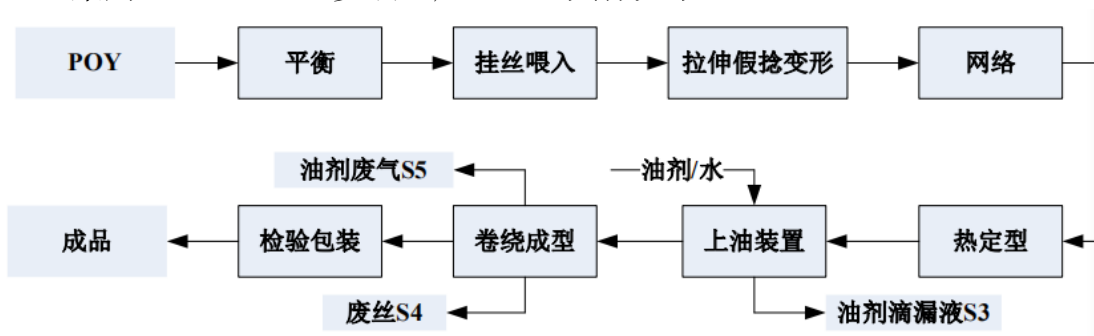 POY
平衡
挂丝喂入
拉伸假捻变形
网络
油剂废气S5
油剂/水
成品
检验包装
卷绕成型
上油装置
热定型
废丝S4
油剂滴漏液S3